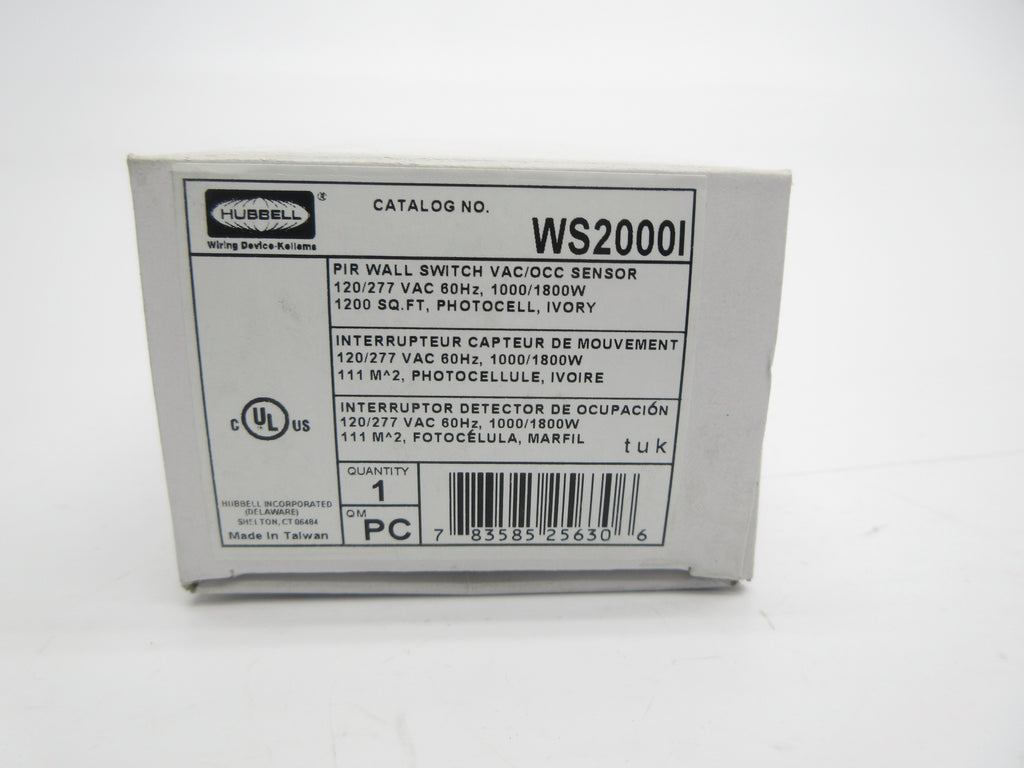 HUBBELL®
Wiring Device-Kellems
CATALOG NO.
WS2000I
PIR WALL SWITCH VAC/OCC SENSOR
120/277 VAC 60Hz, 1000/1800W
1200 SQ.FT, PHOTOCELL, IVORY
INTERRUPTEUR CAPTEUR DE MOUVEMENT
120/277 VAC 60Hz, 1000/1800W
111 M^2, PHOTOCELLULE, IVOIRE
INTERRUPTOR DETECTOR DE OCUPACIÓN
120/277 VAC 60Hz, 1000/1800W
111 M^2, FOTOCÉLULA, MARFIL
tuk
C UL US
HUBBELL INCORPORATED
(DELAWARE)
SHELTON, CT 06484
Made in Taiwan
QUANTITY
1
QM
PC
7 83585 25630 6